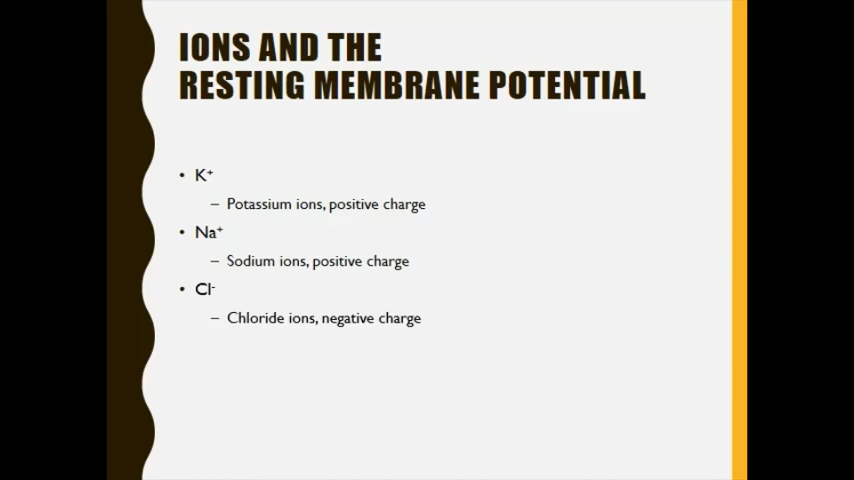 IONS AND THE
RESTING MEMBRANE POTENTIAL
• K⁺
– Potassium ions, positive charge
• Na⁺
– Sodium ions, positive charge
• Cl⁻
– Chloride ions, negative charge